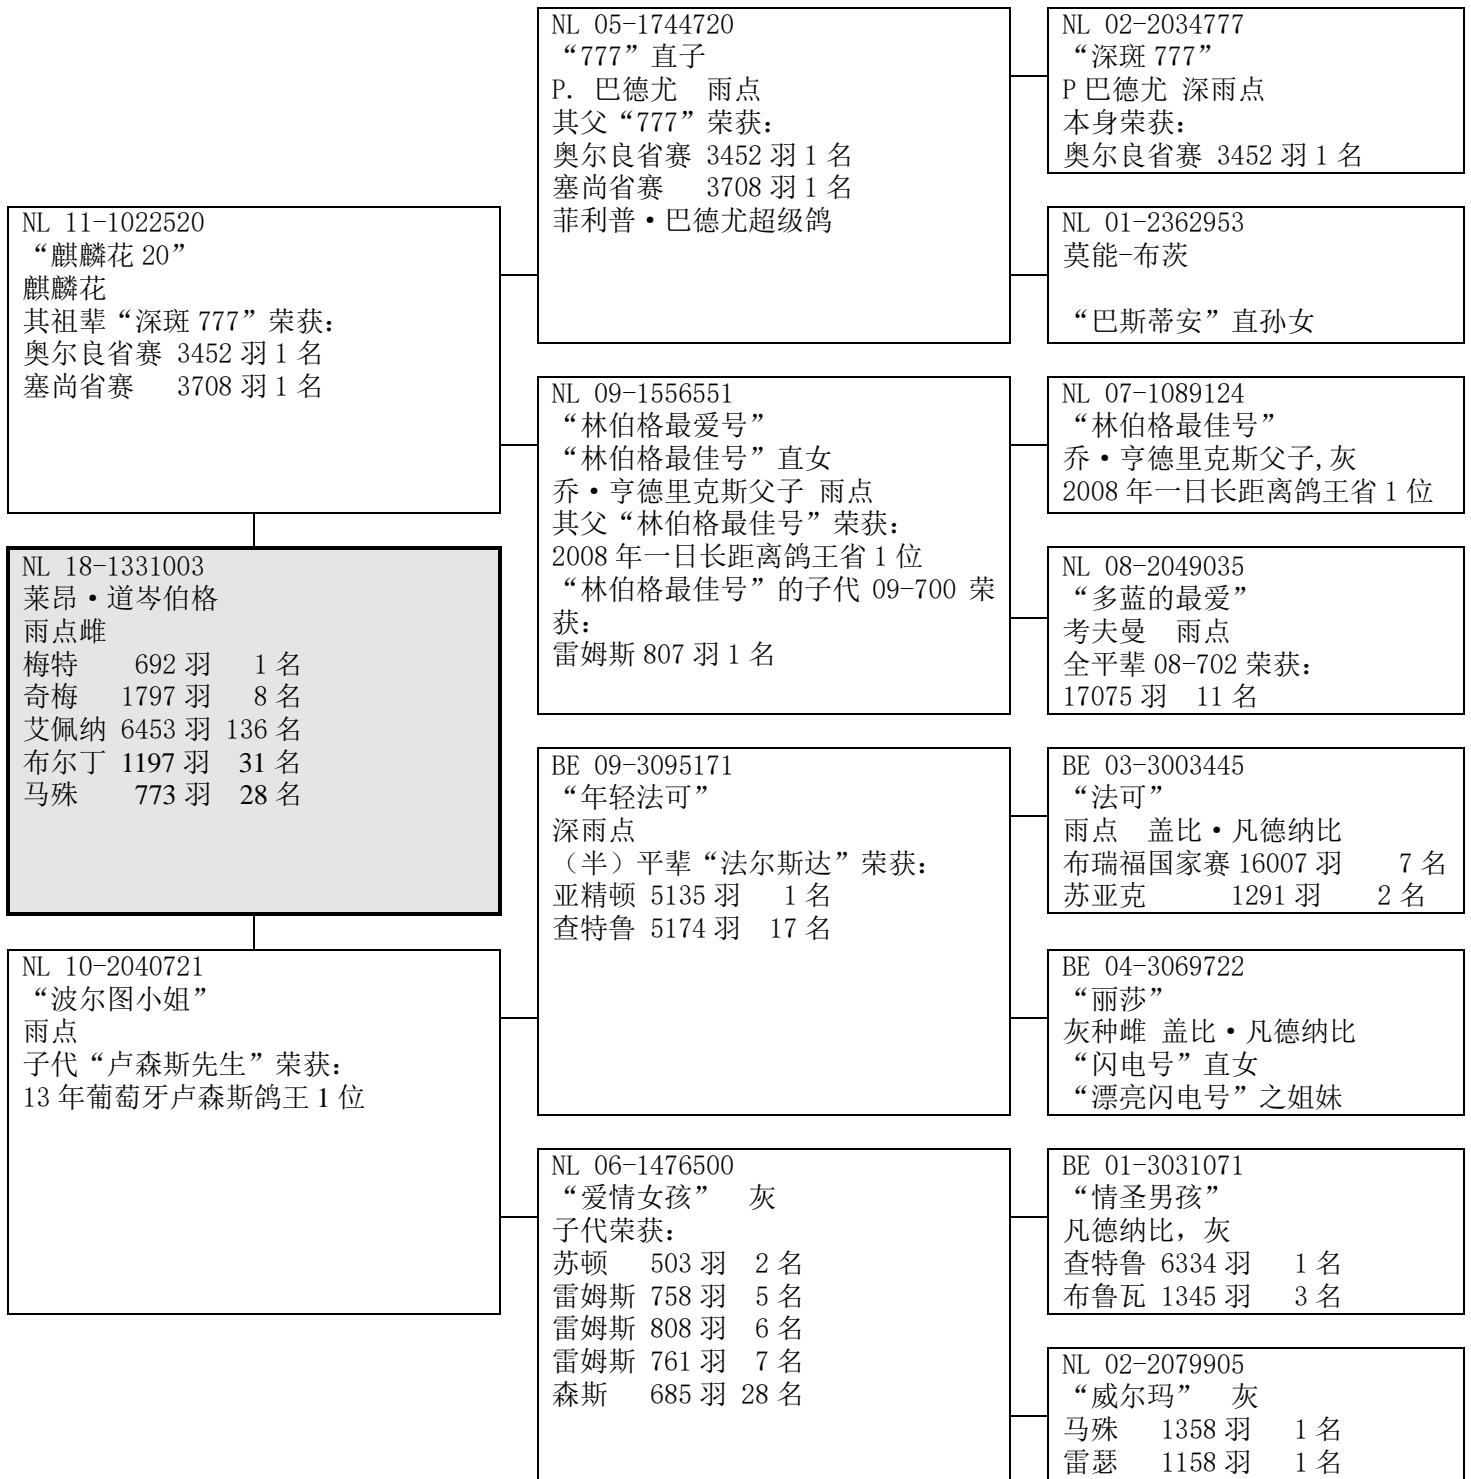 NL 11-1022520
“麒麟花 20”
麒麟花
其祖辈“深斑 777”荣获：
奥尔良省赛 3452 羽 1 名
塞尚省赛 3708 羽 1 名
NL 18-1331003
莱昂•道岑伯格
雨点雌
梅特 692 羽 1 名
奇梅 1797 羽 8 名
艾佩纳 6453 羽 136 名
布尔丁 1197 羽 31 名
马殊 773 羽 28 名
NL 10-2040721
“波尔图小姐”
雨点
子代“卢森斯先生”荣获：
13 年葡萄牙卢森斯鸽王 1 位
NL 05-1744720
“777”直子
P. 巴德尤 雨点
其父“777”荣获：
奥尔良省赛 3452 羽 1 名
塞尚省赛 3708 羽 1 名
菲利普•巴德尤超级鸽
NL 09-1556551
“林伯格最爱号”
“林伯格最佳号”直女
乔•亨德里克斯父子 雨点
其父“林伯格最佳号”荣获：
2008 年一日长距离鸽王省 1 位
“林伯格最佳号”的子代 09-700 荣
获：
雷姆斯 807 羽 1 名
BE 09-3095171
“年轻法可”
深雨点
（半）平辈“法尔斯达”荣获：
亚精顿 5135 羽 1 名
查特鲁 5174 羽 17 名
NL 06-1476500
“爱情女孩” 灰
子代荣获：
苏顿 503 羽 2 名
雷姆斯 758 羽 5 名
雷姆斯 808 羽 6 名
雷姆斯 761 羽 7 名
森斯 685 羽 28 名
NL 02-2034777
“深斑 777”
P 巴德尤 深雨点
本身荣获：
奥尔良省赛 3452 羽 1 名
NL 01-2362953
莫能-布茨
“巴斯蒂安”直孙女
NL 07-1089124
“林伯格最佳号”
乔•亨德里克斯父子,灰
2008 年一日长距离鸽王省 1 位
NL 08-2049035
“多蓝的最爱”
考夫曼 雨点
全平辈 08-702 荣获：
17075 羽 11 名
BE 03-3003445
“法可”
雨点 盖比•凡德纳比
布瑞福国家赛 16007 羽 7 名
苏亚克 1291 羽 2 名
BE 04-3069722
“丽莎”
灰种雌 盖比•凡德纳比
“闪电号”直女
“漂亮闪电号”之姐妹
BE 01-3031071
“情圣男孩”
凡德纳比，灰
查特鲁 6334 羽 1 名
布鲁瓦 1345 羽 3 名
NL 02-2079905
“威尔玛” 灰
马殊 1358 羽 1 名
雷瑟 1158 羽 1 名